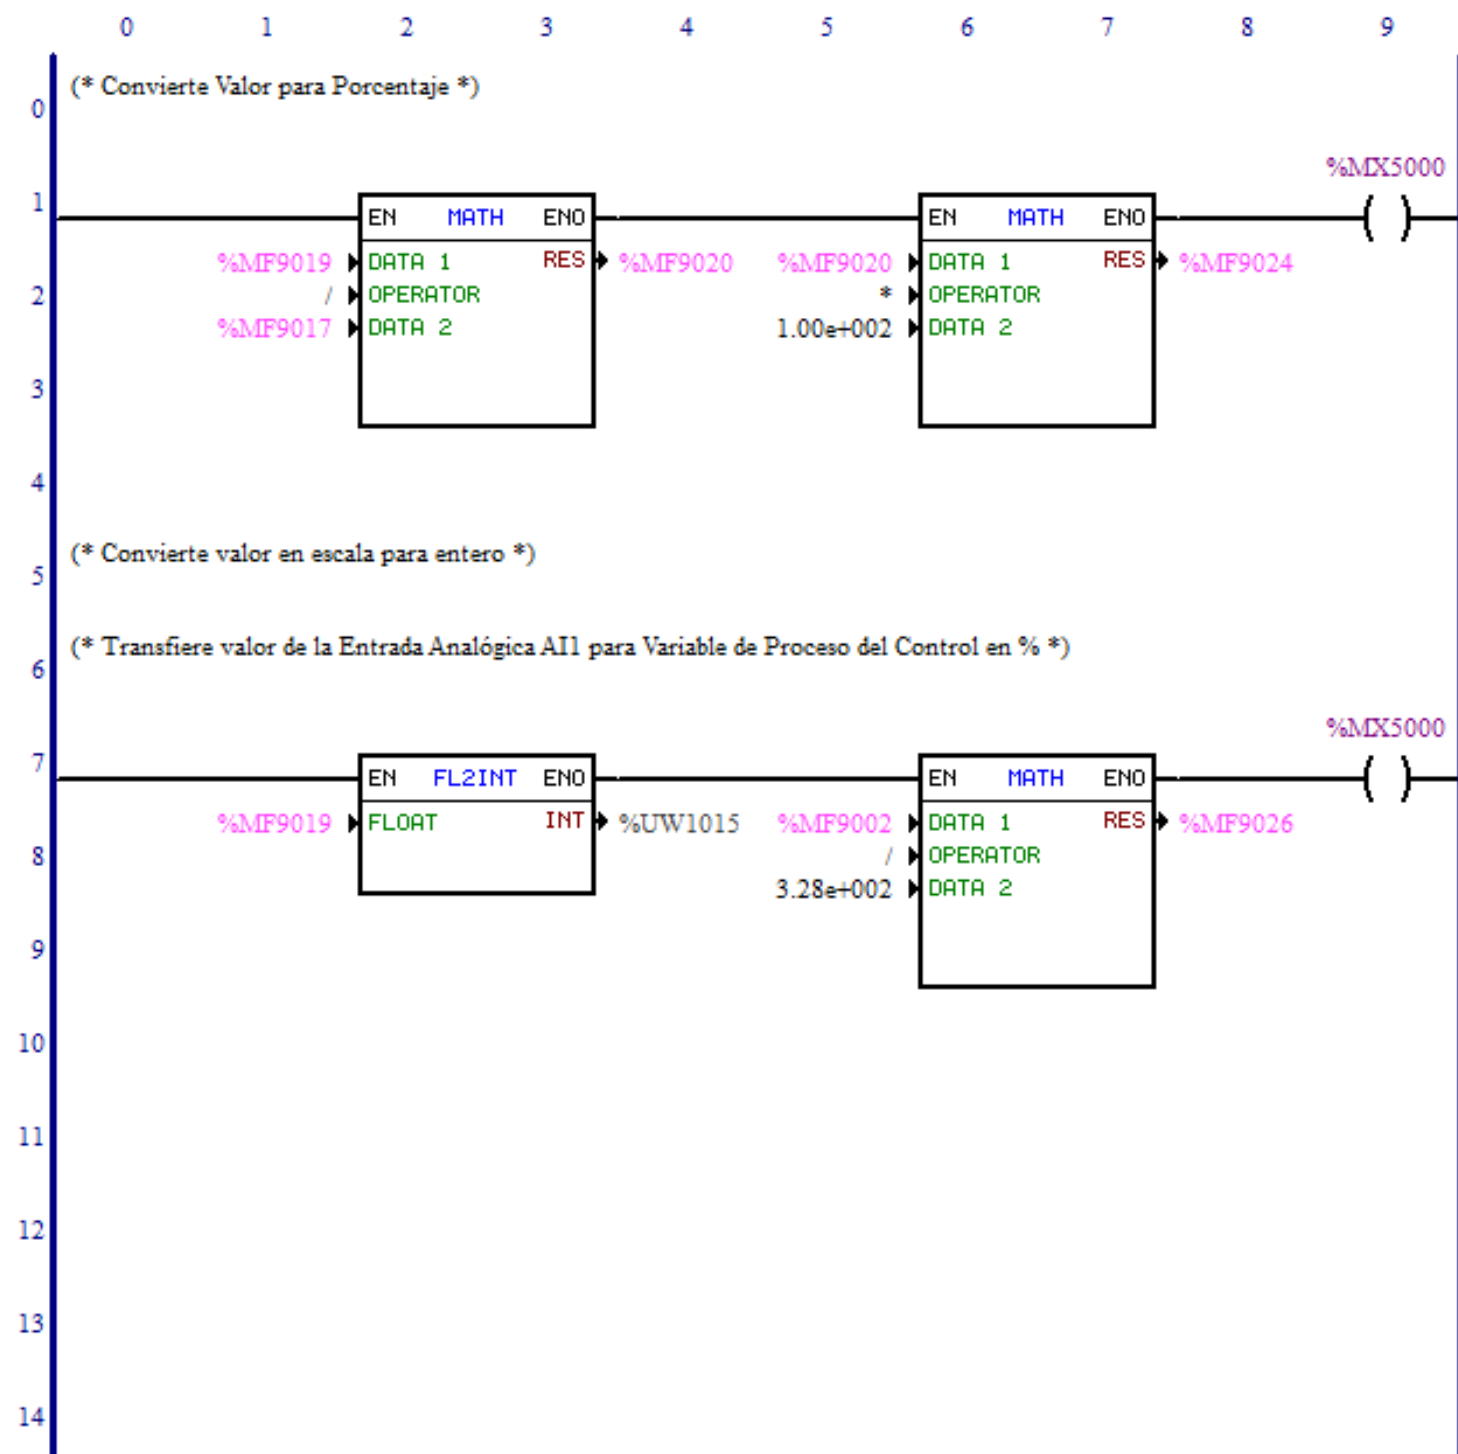 0 1 2 3 4 5 6 7 8 9
(* Convierte Valor para Porcentaje *)
0
%MX5000
1
EN MATH ENO EN MATH ENO ( )
%MF9019 DATA 1 RES %MF9020 %MF9020 DATA 1 RES %MF9024
2 / OPERATOR * OPERATOR
%MF9017 DATA 2 1.00e+002 DATA 2
3
4
(* Convierte valor en escala para entero *)
5
(* Transfiere valor de la Entrada Analógica AI1 para Variable de Proceso del Control en % *)
6
%MX5000
7
EN FL2INT ENO EN MATH ENO ( )
%MF9019 FLOAT INT %UW1015 %MF9002 DATA 1 RES %MF9026
8 / OPERATOR
3.28e+002 DATA 2
9
10
11
12
13
14